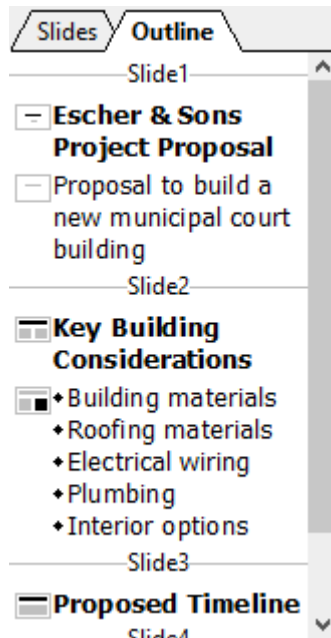 Slides Outline
Slide1
Escher & Sons
Project Proposal
Proposal to build a
new municipal court
building
Slide2
Key Building
Considerations
◆Building materials
◆Roofing materials
◆Electrical wiring
◆Plumbing
◆Interior options
Slide3
Proposed Timeline
Slide4